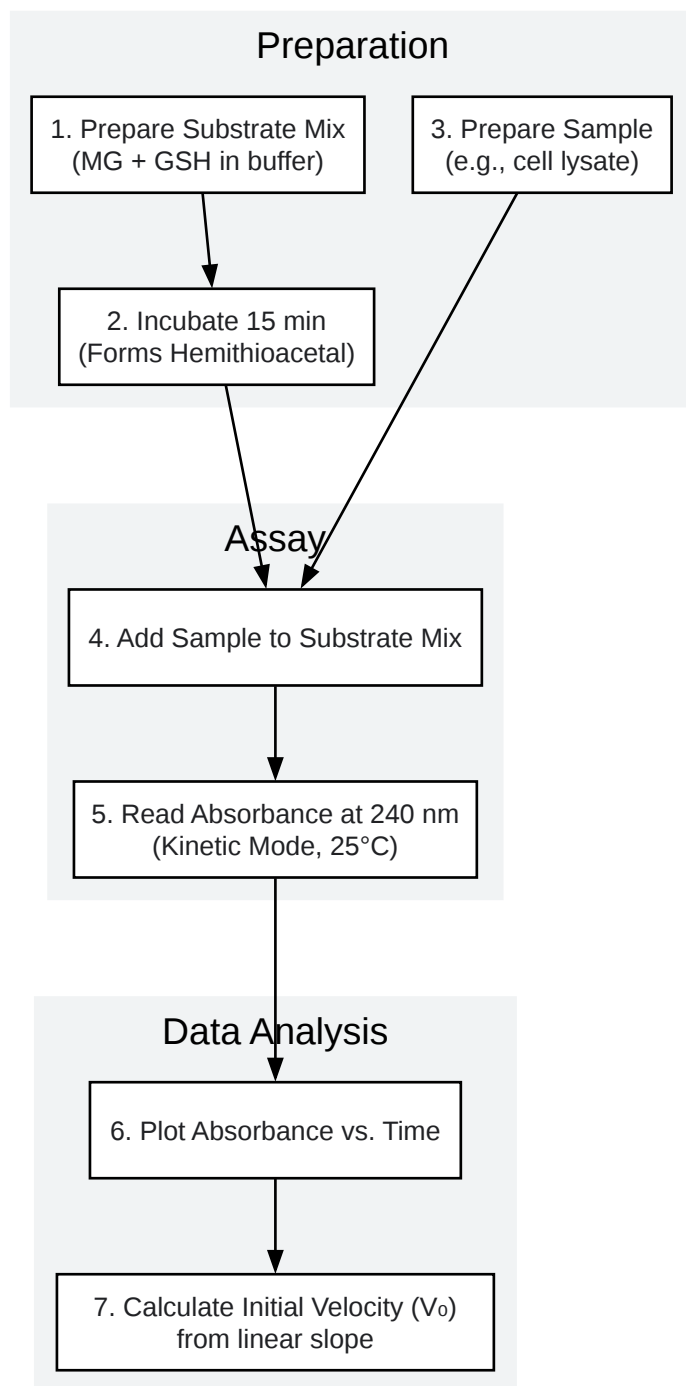 Preparation
1. Prepare Substrate Mix
(MG + GSH in buffer)
3. Prepare Sample
(e.g., cell lysate)
2. Incubate 15 min
(Forms Hemithioacetal)
Assay
4. Add Sample to Substrate Mix
5. Read Absorbance at 240 nm
(Kinetic Mode, 25°C)
Data Analysis
6. Plot Absorbance vs. Time
7. Calculate Initial Velocity (V₀)
from linear slope